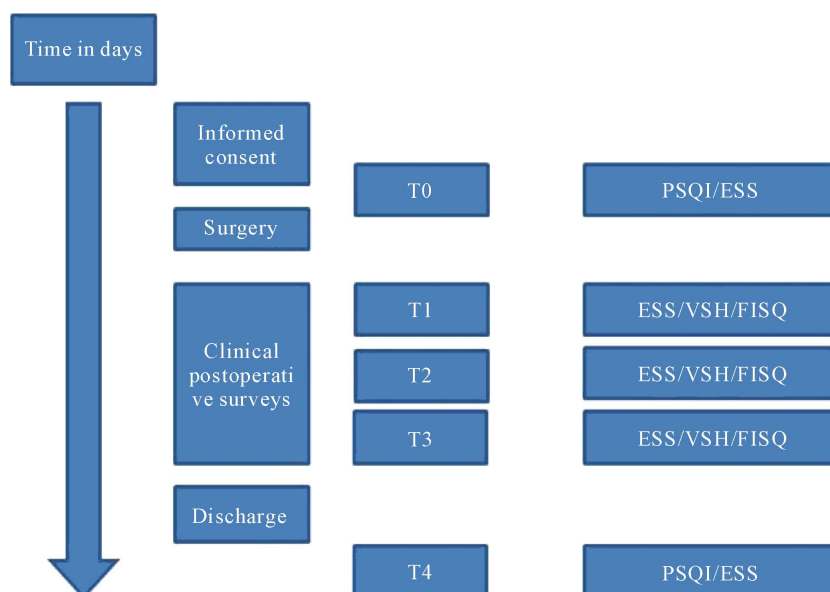 Time in days
Informed
consent
T0
PSQI/ESS
Surgery
T1
ESS/VSH/FISQ
Clinical
postoperati
ve surveys
T2
ESS/VSH/FISQ
T3
ESS/VSH/FISQ
Discharge
T4
PSQI/ESS